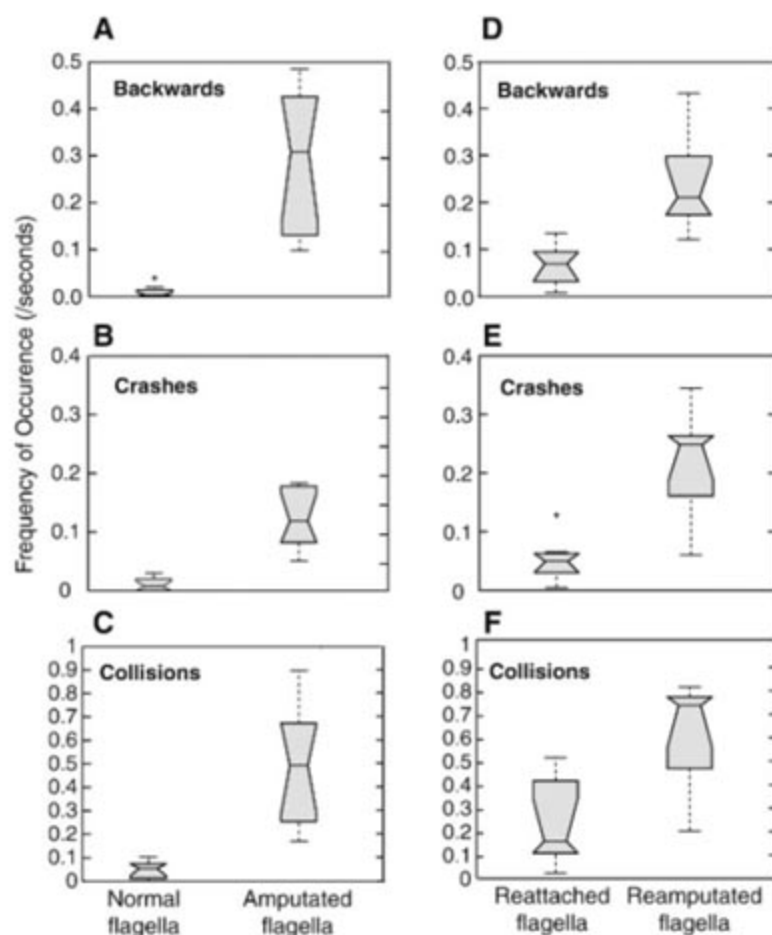 A
0.5
0.4
0.3
0.2
0.1
0.0
Backwards
B
0.4
0.3
0.2
0.1
0
Crashes
C
1
0.9
0.8
0.7
0.6
0.5
0.4
0.3
0.2
0.1
0
Collisions
Normal
flagella
Amputated
flagella
Frequency of Occurence (/seconds)
D
0.5
0.4
0.3
0.2
0.1
0.0
Backwards
E
0.4
0.3
0.2
0.1
0
Crashes
F
1
0.9
0.8
0.7
0.6
0.5
0.4
0.3
0.2
0.1
0
Collisions
Reattached
flagella
Reamputated
flagella